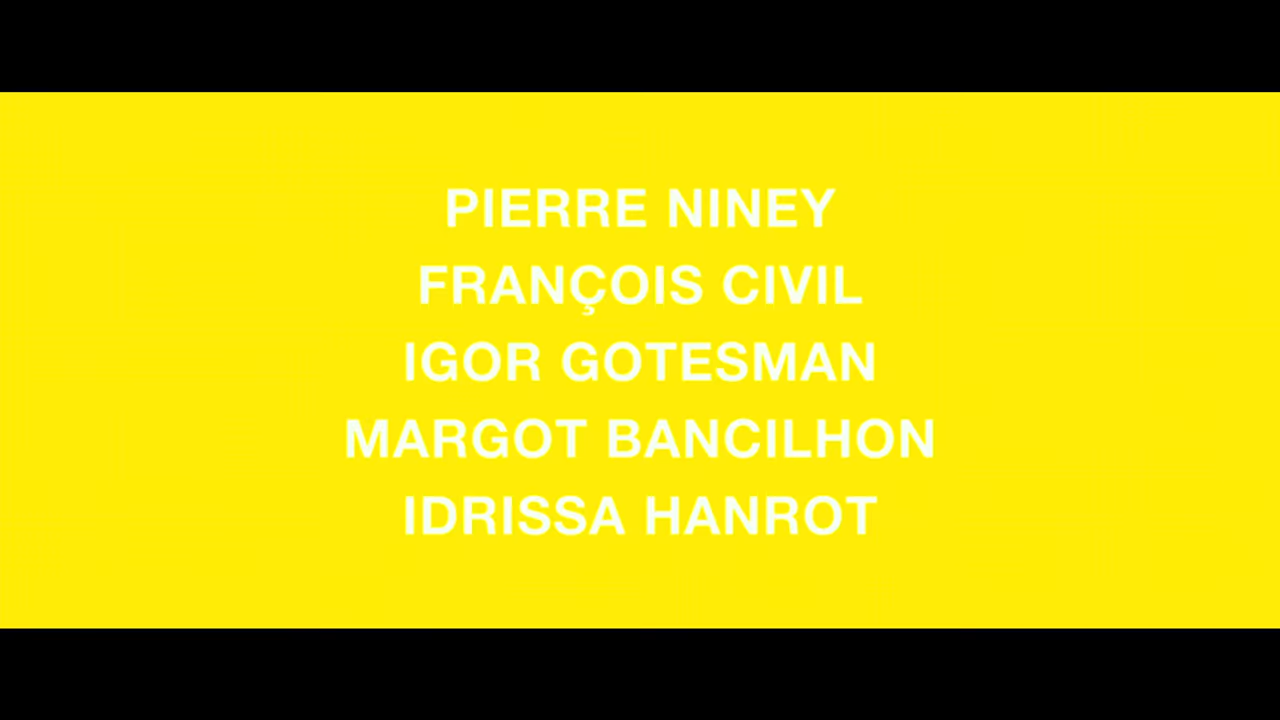 PIERRE NINEY
FRANÇOIS CIVIL
IGOR GOTESMAN
MARGOT BANCILHON
IDRISSA HANROT